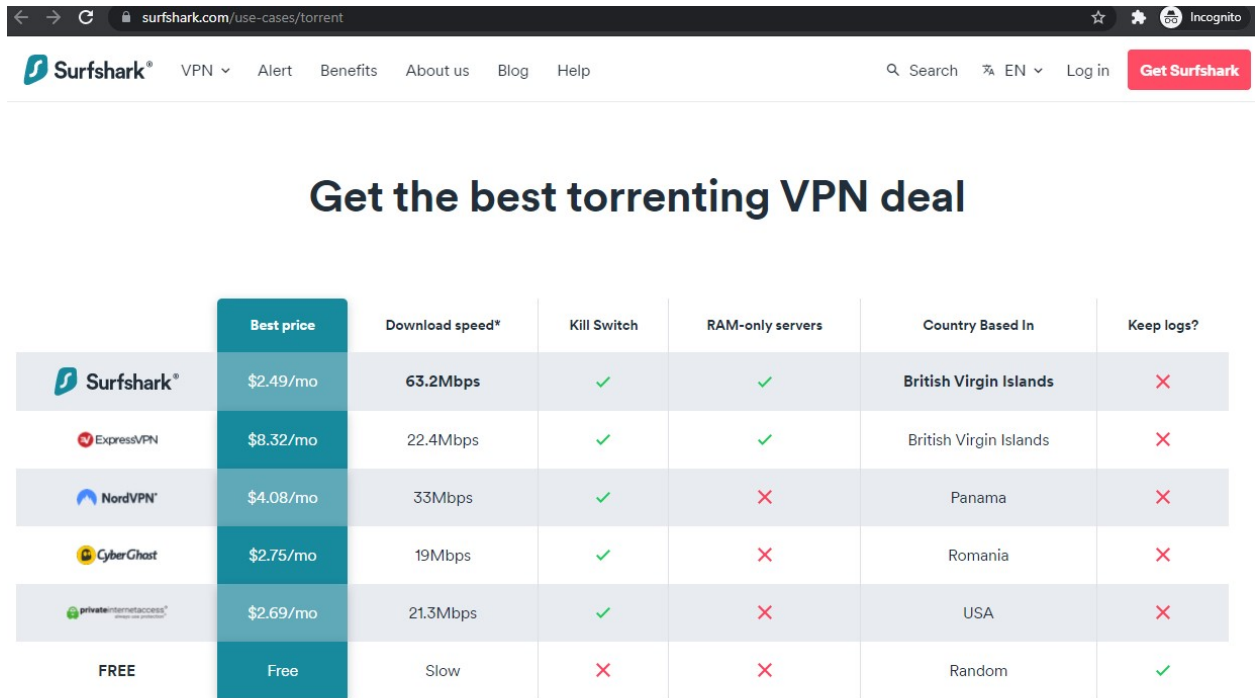 surfshark.com/use-cases/torrent Incognito
Surfshark® VPN Alert Benefits About us Blog Help Search EN Log in Get Surfshark
Get the best torrenting VPN deal
Best price Download speed* Kill Switch RAM-only servers Country Based In Keep logs?
Surfshark® $2.49/mo 63.2Mbps British Virgin Islands
ExpressVPN $8.32/mo 22.4Mbps British Virgin Islands
NordVPN® $4.08/mo 33Mbps Panama
CyberGhost $2.75/mo 19Mbps Romania
privateinternetaccess® $2.69/mo 21.3Mbps USA
always use protection®
FREE Free Slow Random